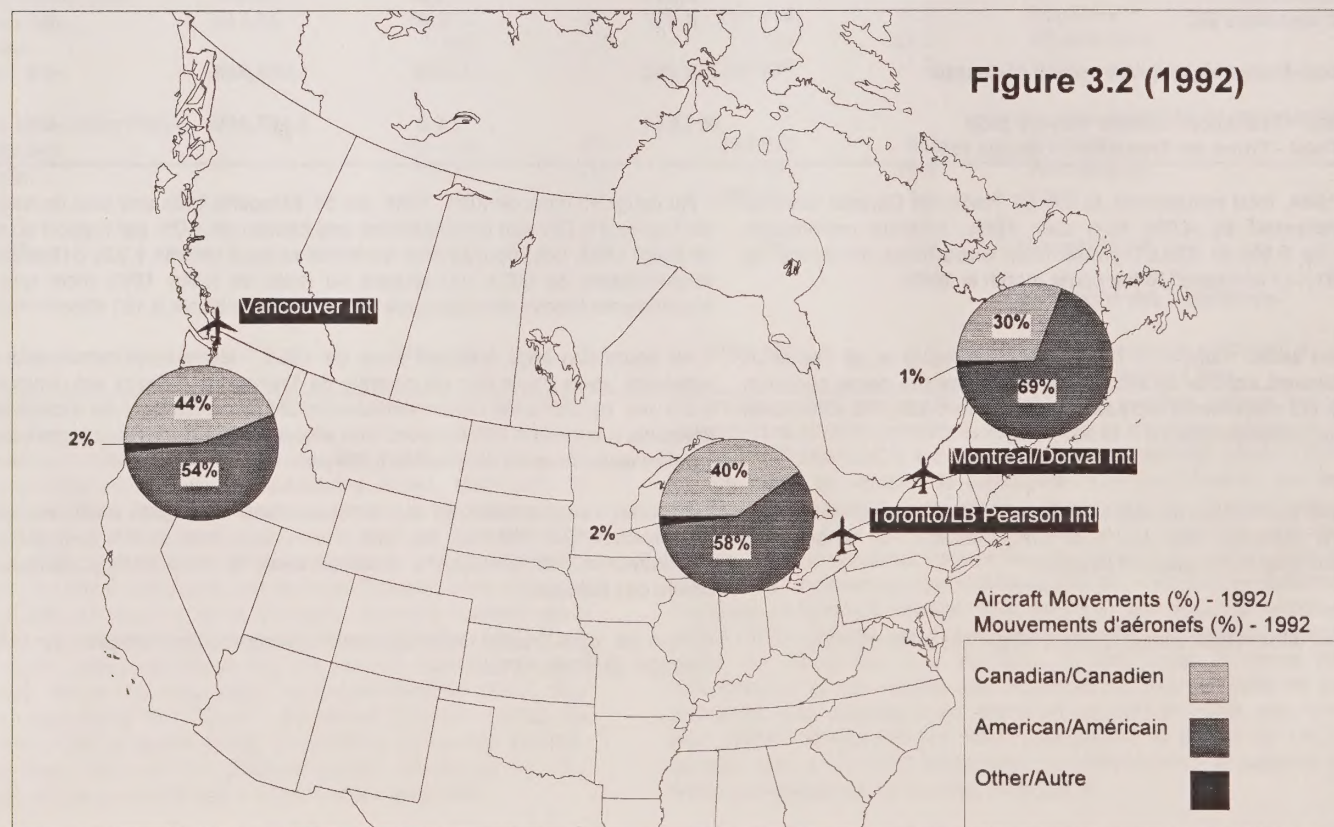 Figure 3.2 (1992)
Vancouver Intl
44%
2%
54%
30%
1%
69%
Montréal/Dorval Intl
40%
2%
58%
Toronto/LB Pearson Intl
Aircraft Movements (%) - 1992/
Mouvements d'aéronefs (%) - 1992
Canadian/Canadien
American/Américain
Other/Autre